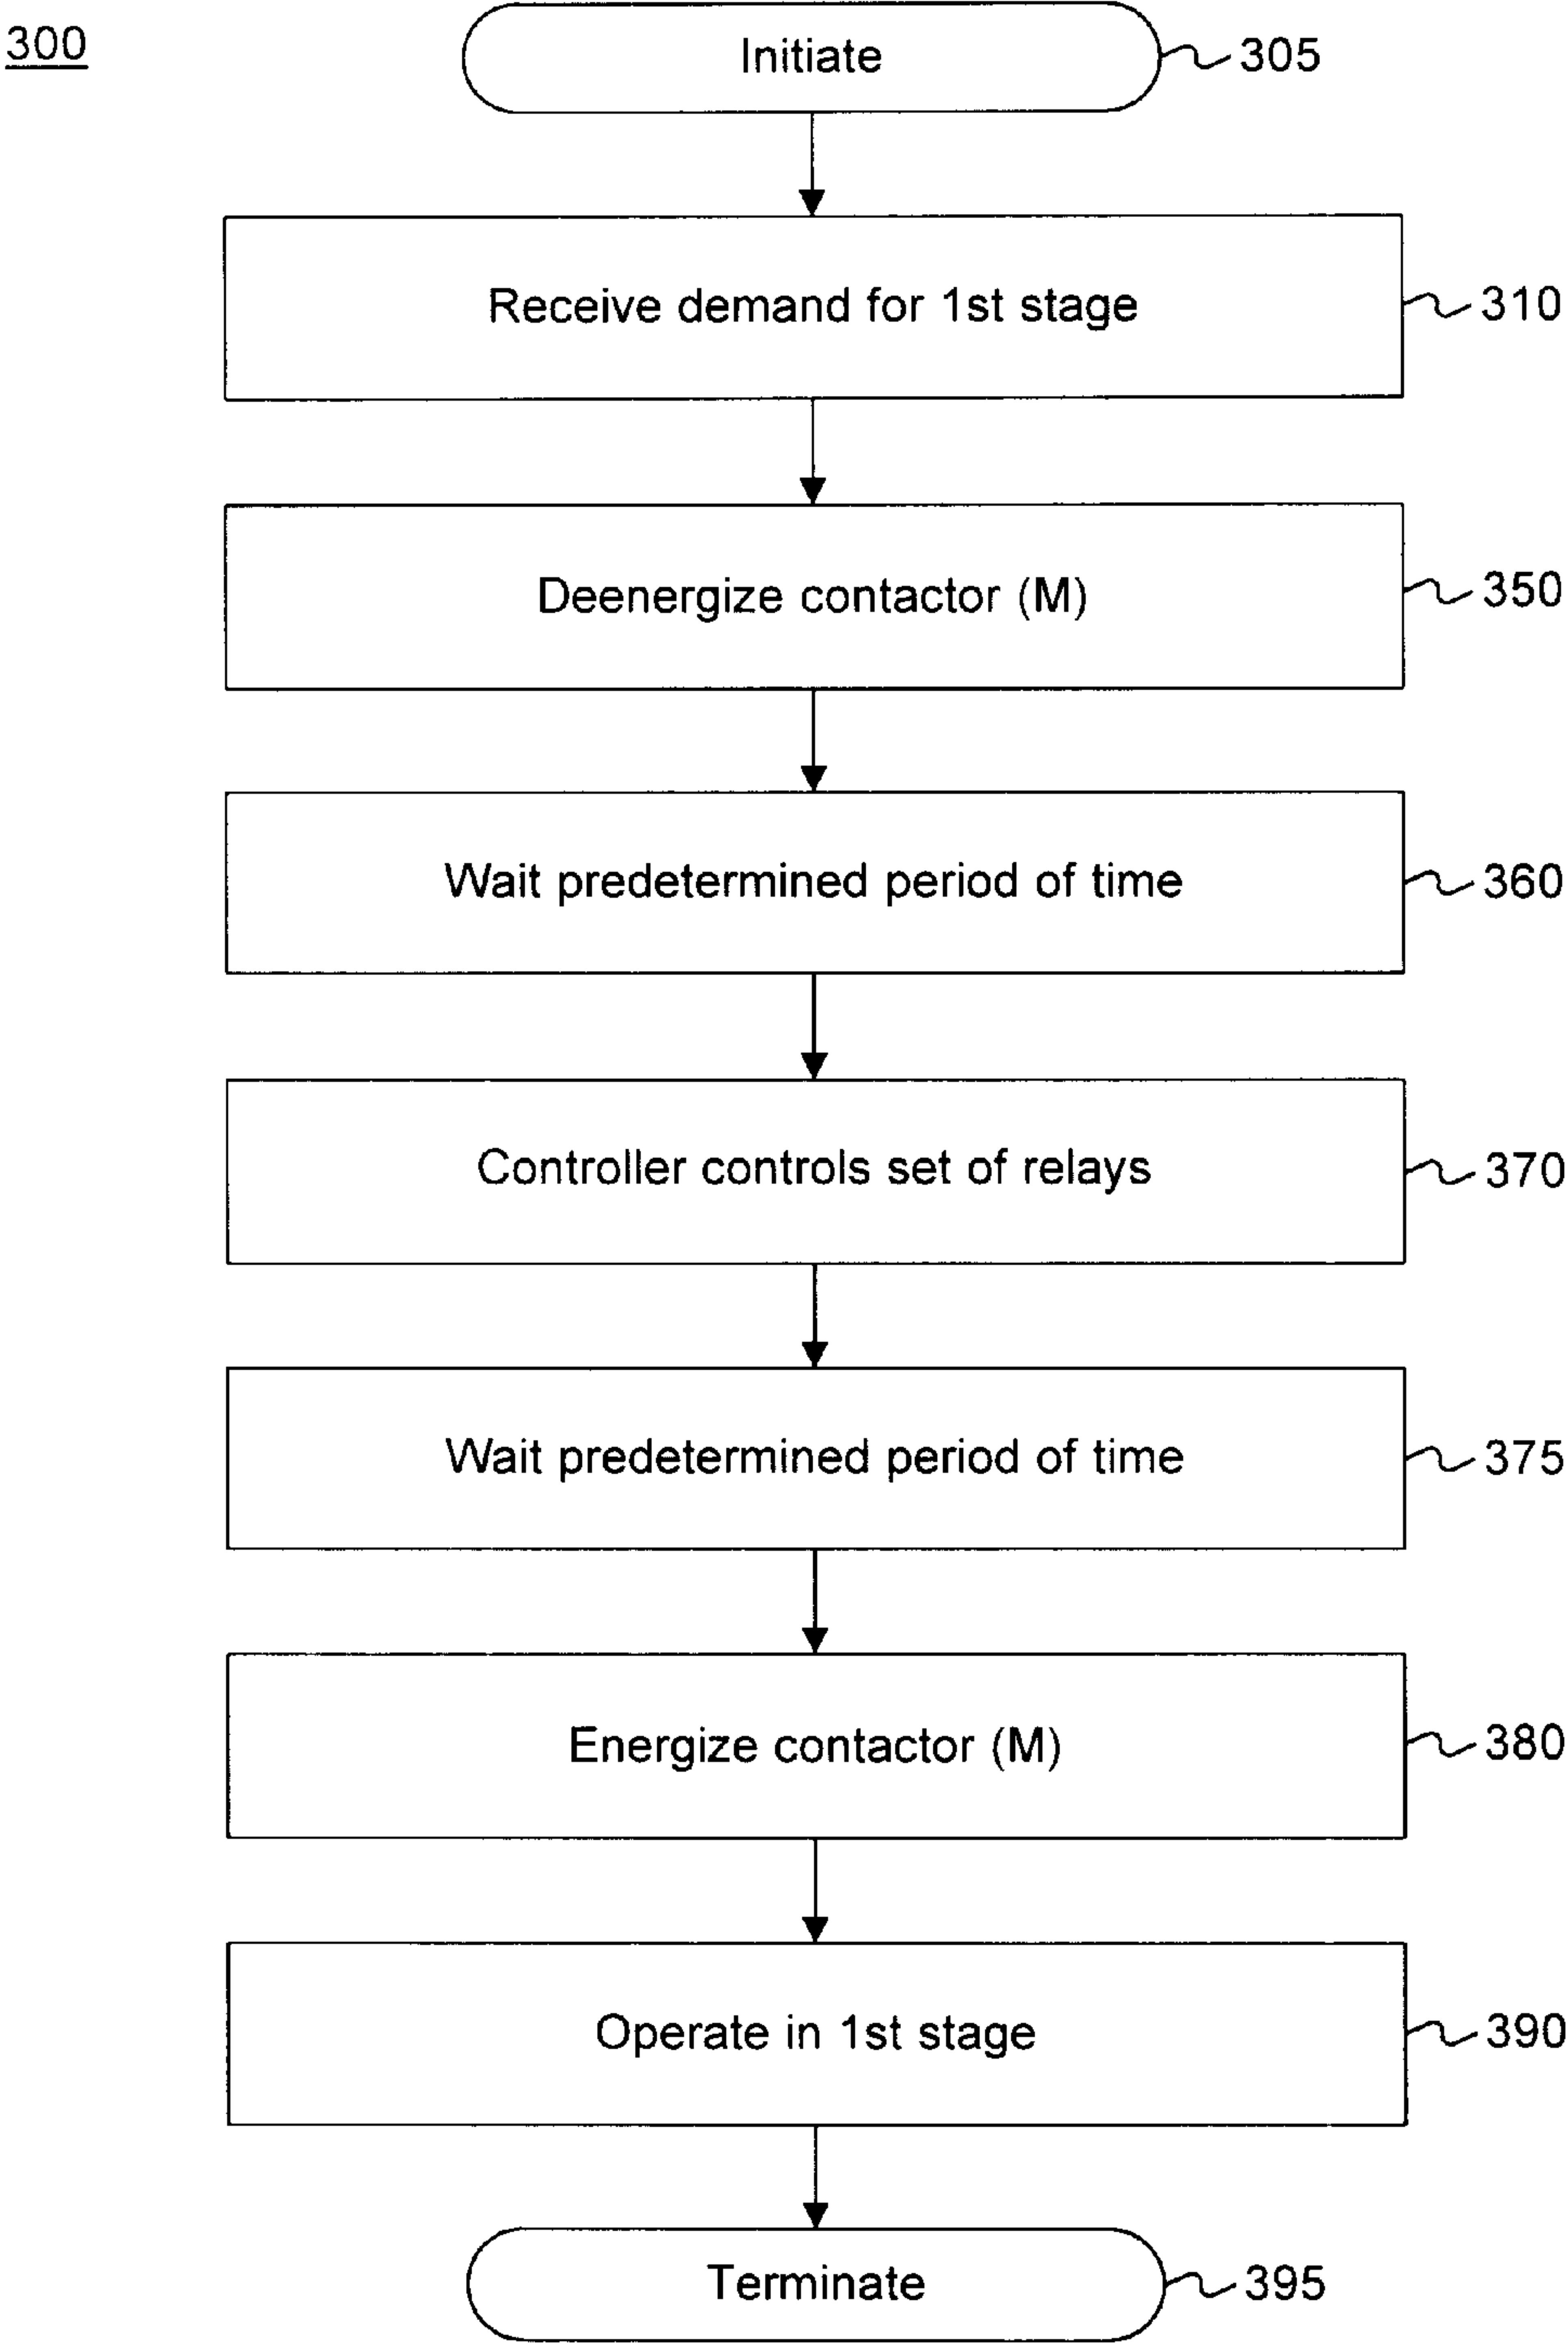 300
Initiate 305
Receive demand for 1st stage 310
Deenergize contactor (M) 350
Wait predetermined period of time 360
Controller controls set of relays 370
Wait predetermined period of time 375
Energize contactor (M) 380
Operate in 1st stage 390
Terminate 395